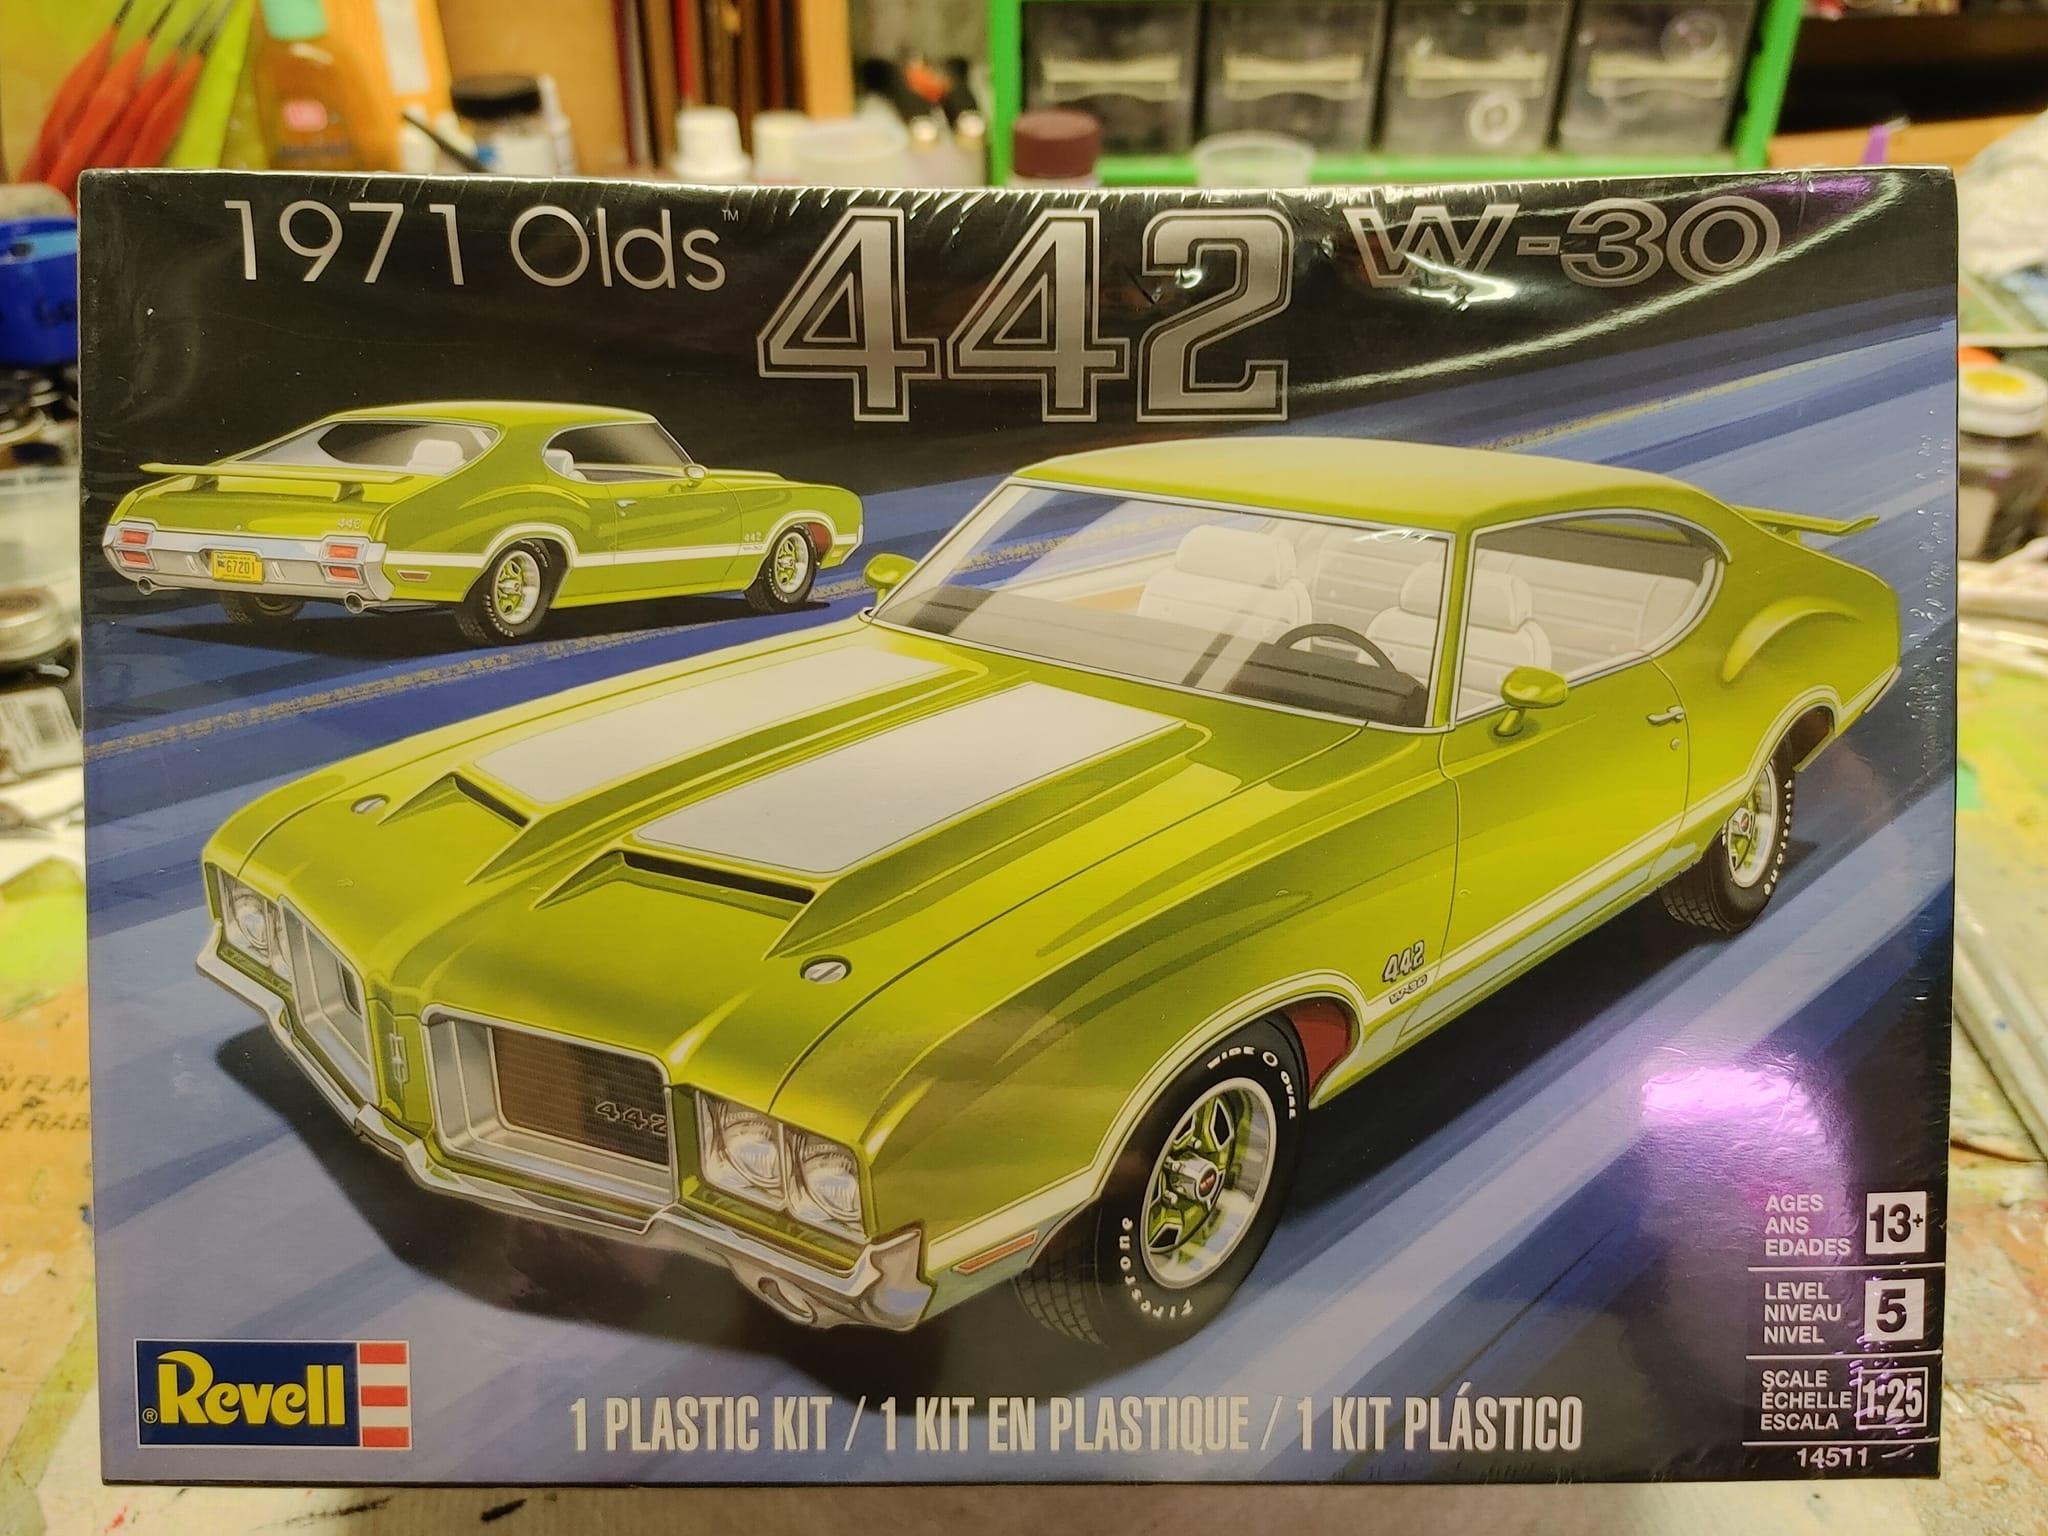 1971 Olds™ 442 W-30
442
67201
442
W-30
442
W-30
442
WIDE O OVAL
Firestone
Firestone
AGES
ANS
EDADES
13+
LEVEL
NIVEAU
NIVEL
5
SCALE
ÉCHELLE
ESCALA
1:25
14511
®Revell
1 PLASTIC KIT / 1 KIT EN PLASTIQUE / 1 KIT PLÁSTICO